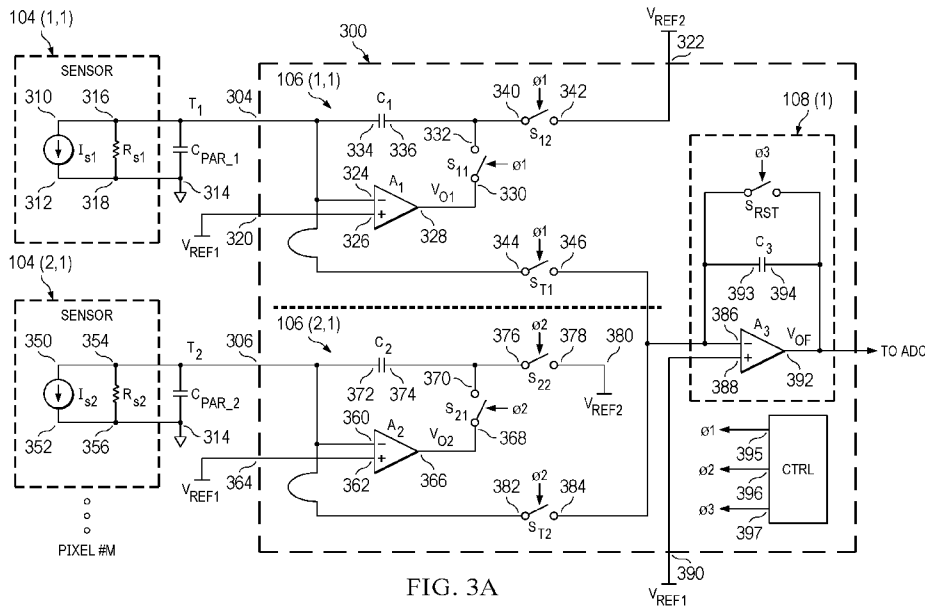 104 (1,1)
SENSOR
310
316
I_s1
R_s1
312
318
T_1
C_PAR_1
314
304
V_REF1
320
300
106 (1,1)
C_1
334
336
332
340
ø1
342
S_12
V_REF2
322
S_11
ø1
330
324
A_1
V_O1
326
328
ø1
344
346
S_T1
108 (1)
ø3
S_RST
C_3
393
394
386
A_3
V_OF
388
392
TO ADC
104 (2,1)
SENSOR
350
354
I_s2
R_s2
352
356
T_2
C_PAR_2
314
306
V_REF1
364
106 (2,1)
C_2
372
374
370
376
ø2
378
380
S_22
V_REF2
S_21
ø2
368
360
A_2
V_O2
362
366
ø2
382
384
S_T2
PIXEL #M
ø1
395
ø2
396
ø3
397
CTRL
390
V_REF1
FIG. 3A